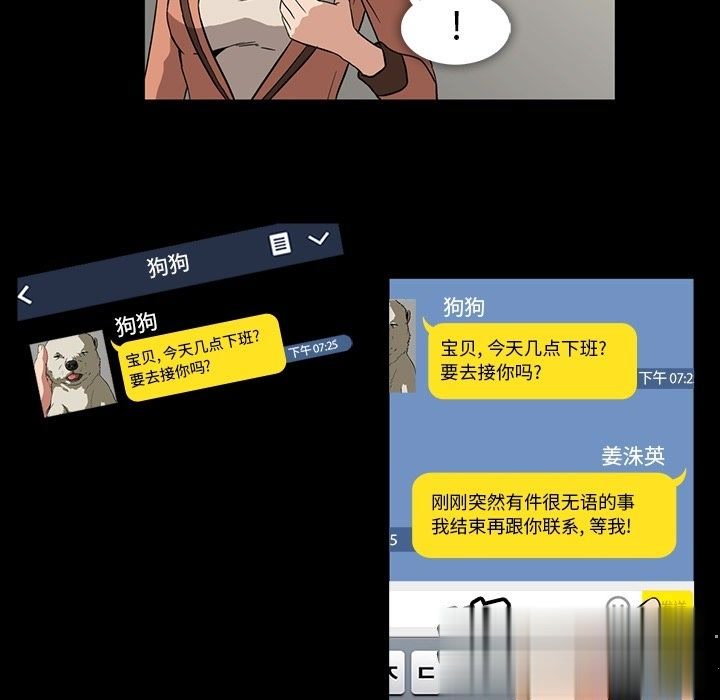 !
狗狗
狗狗
宝贝, 今天几点下班?
要去接你吗?
下午 07:25
狗狗
宝贝, 今天几点下班?
要去接你吗?
下午 07:2
姜洙英
刚刚突然有件很无语的事
我结束再跟你联系, 等我!
5
发送
ㅈ ㄷ